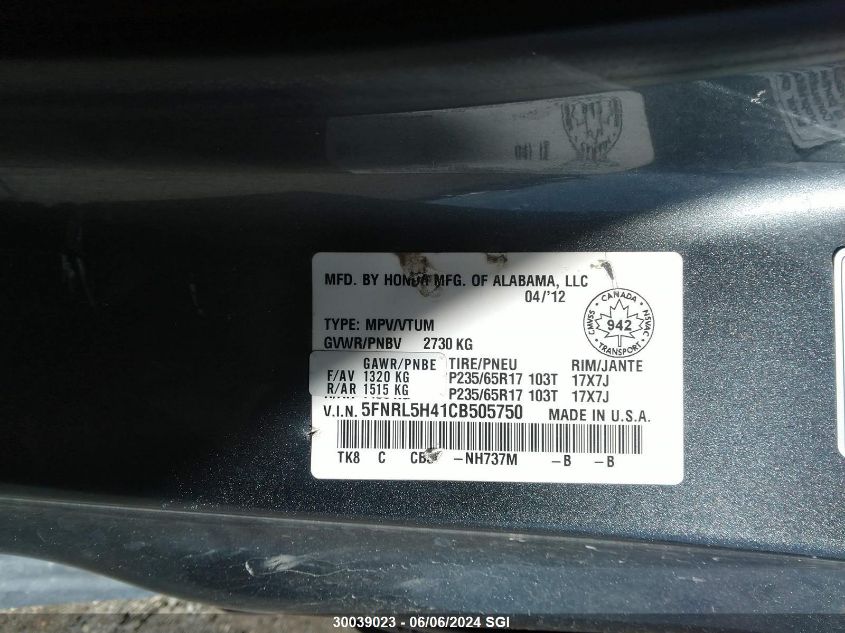 MFD. BY HONDA MFG. OF ALABAMA, LLC
04/'12
CANADA
CMVSS 942 NSVAC
TRANSPORT
TYPE: MPV/VTUM
GVWR/PNBV 2730 KG
GAWR/PNBE TIRE/PNEU RIM/JANTE
F/AV 1320 KG P235/65R17 103T 17X7J
R/AR 1515 KG P235/65R17 103T 17X7J
V.I.N. 5FNRL5H41CB505750 MADE IN U.S.A.
TK8 C -NH737M -B -B
30039023 - 06/06/2024 SGI